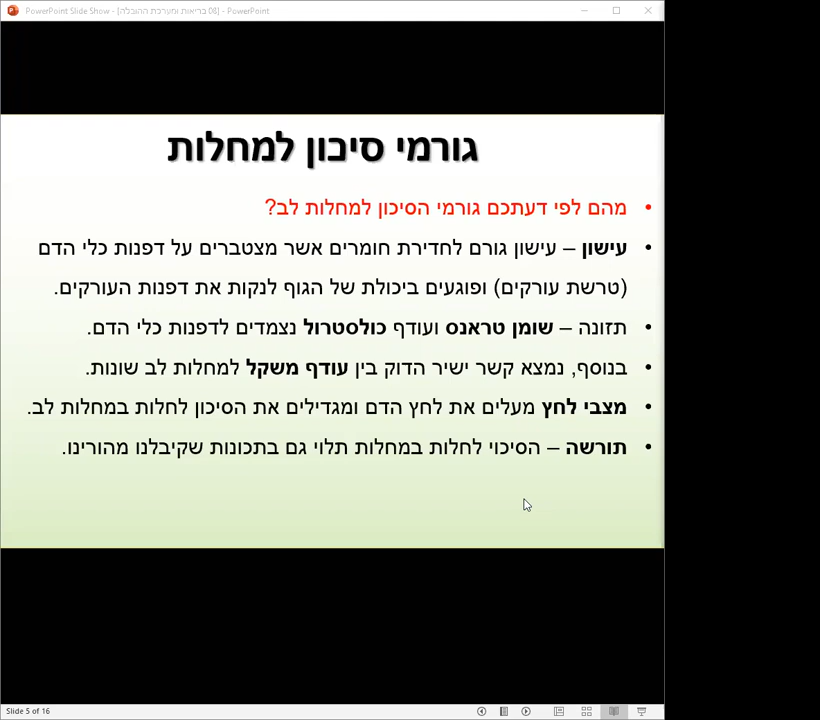 PowerPoint Slide Show - [08 בריאות ומערכת ההובלה] - PowerPoint
גורמי סיכון למחלות
• מהם לפי דעתכם גורמי הסיכון למחלות לב?
• עישון – עישון גורם לחדירת חומרים אשר מצטברים על דפנות כלי הדם
(טרשת עורקים) ופוגעים ביכולת של הגוף לנקות את דפנות העורקים.
• תזונה – שומן טראנס ועודף כולסטרול נצמדים לדפנות כלי הדם.
• בנוסף, נמצא קשר ישיר הדוק בין עודף משקל למחלות לב שונות.
• מצבי לחץ מעלים את לחץ הדם ומגדילים את הסיכון לחלות במחלות לב.
• תורשה – הסיכוי לחלות במחלות תלוי גם בתכונות שקיבלנו מהורינו.
Slide 5 of 16